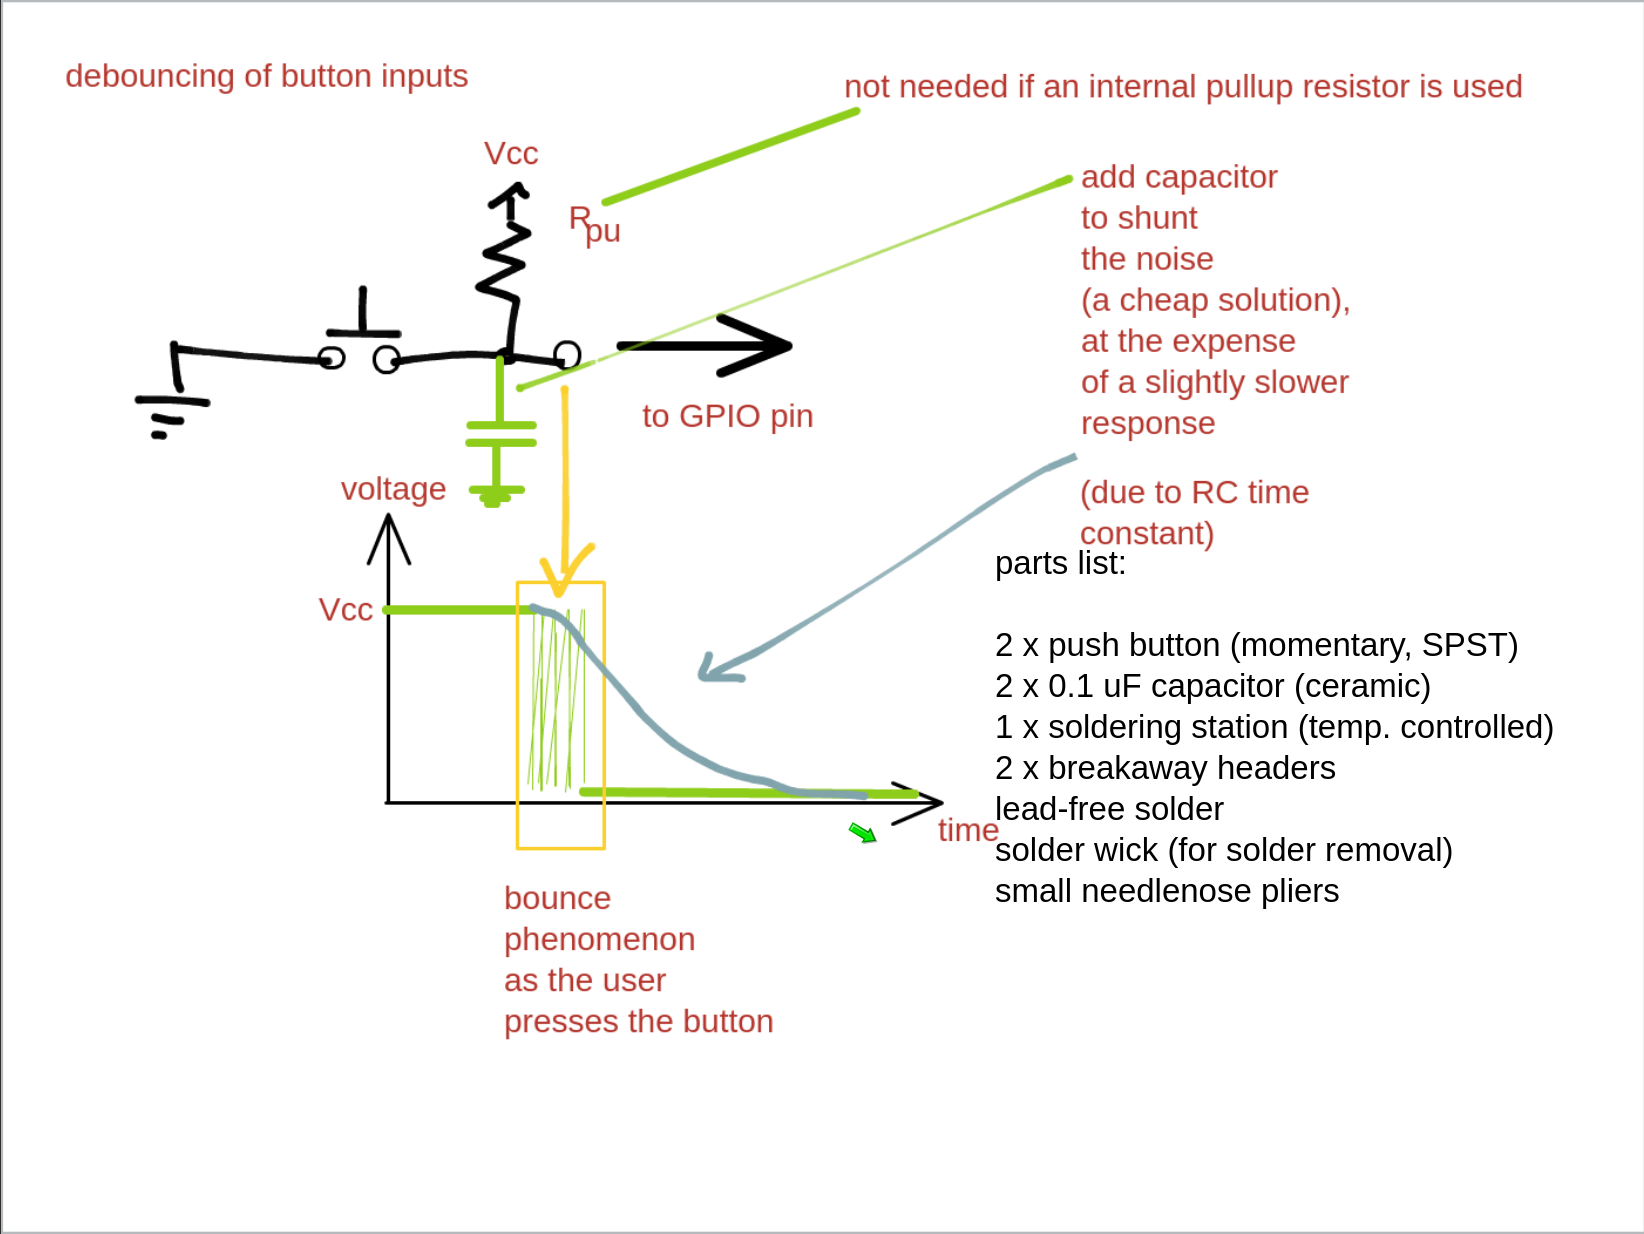 debouncing of button inputs
not needed if an internal pullup resistor is used
Vcc
Rpu
add capacitor
to shunt
the noise
(a cheap solution),
at the expense
of a slightly slower
response
to GPIO pin
voltage
(due to RC time
constant)
Vcc
time
bounce
phenomenon
as the user
presses the button
parts list:
2 x push button (momentary, SPST)
2 x 0.1 uF capacitor (ceramic)
1 x soldering station (temp. controlled)
2 x breakaway headers
lead-free solder
solder wick (for solder removal)
small needlenose pliers